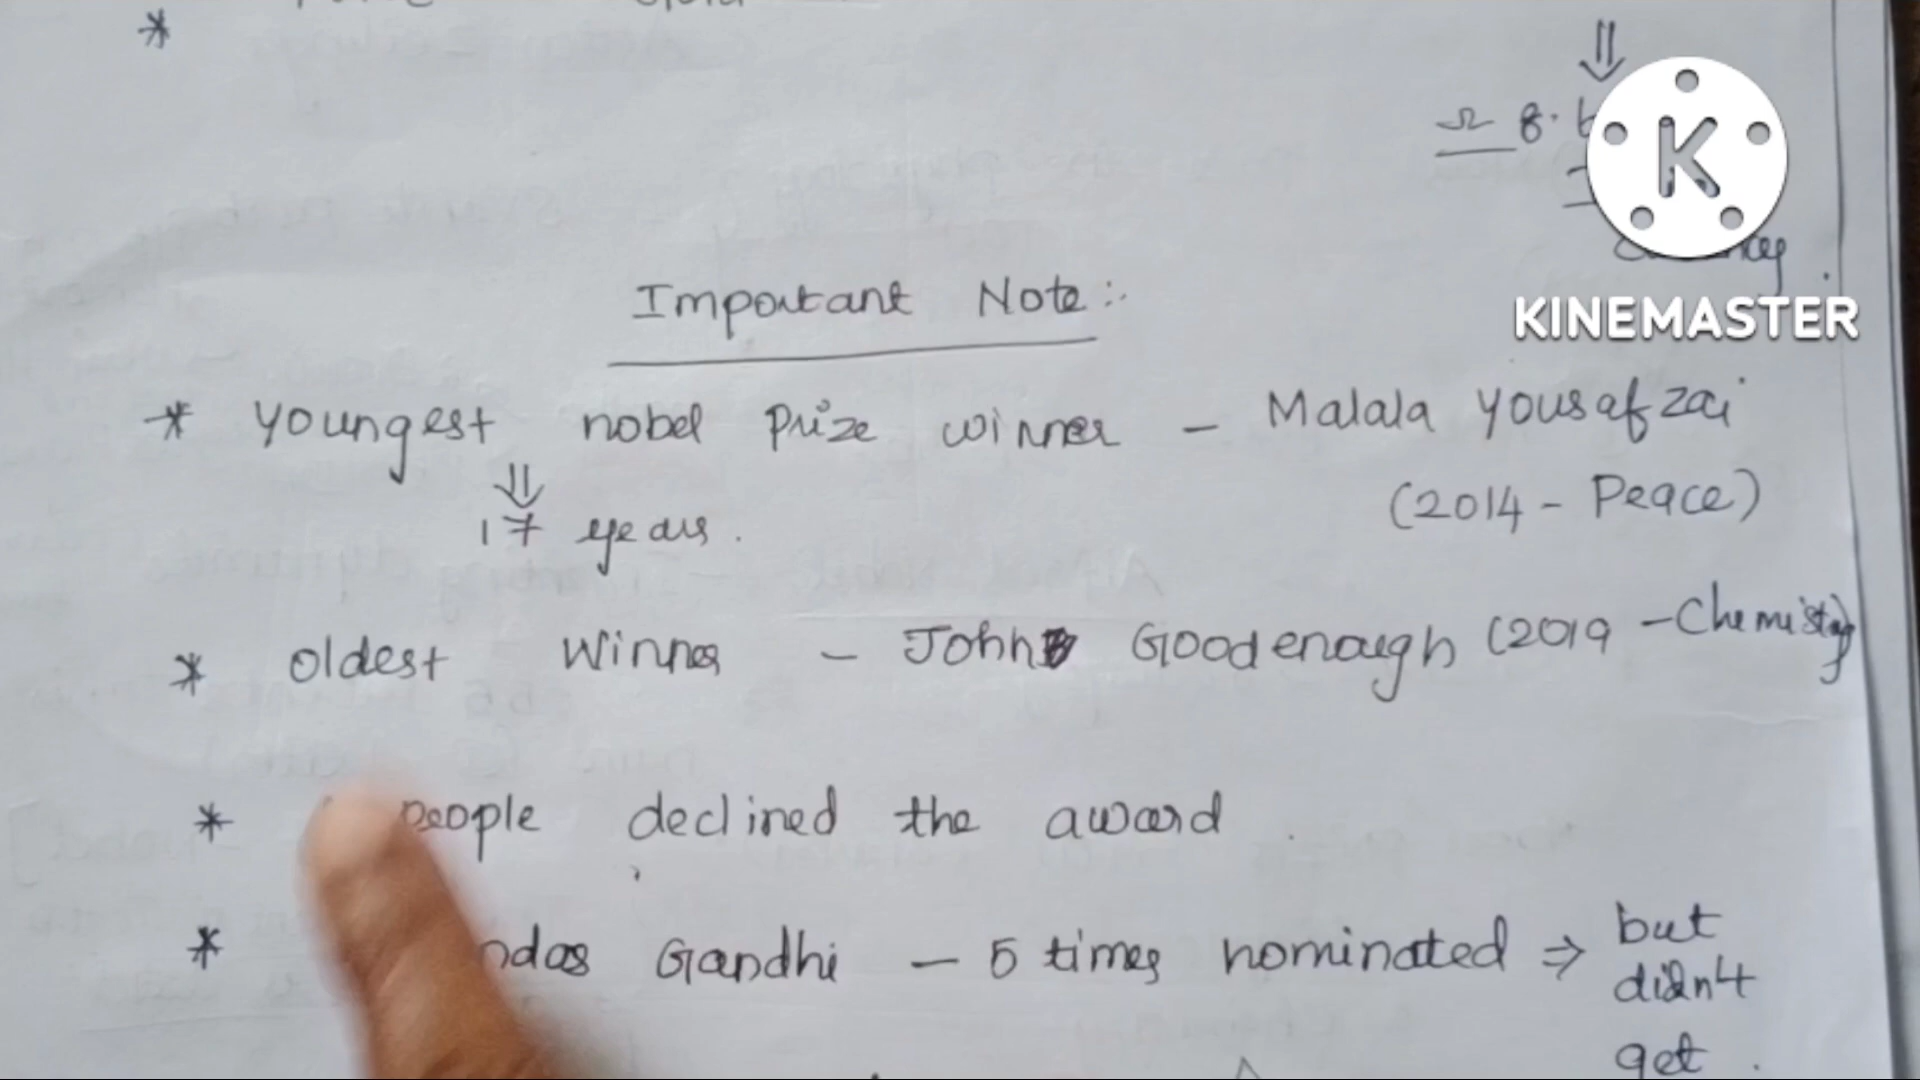 *
⇓
8.
KINEMASTER
Important Note:-
* Youngest nobel Prize winner - Malala Yousafzai
⇓
17 years.
(2014 - Peace)
* Oldest Winner - John Goodenough (2019 - Chemistry)
* people declined the award
* ndas Gandhi - 5 times nominated ⇒ but
didn't
get.